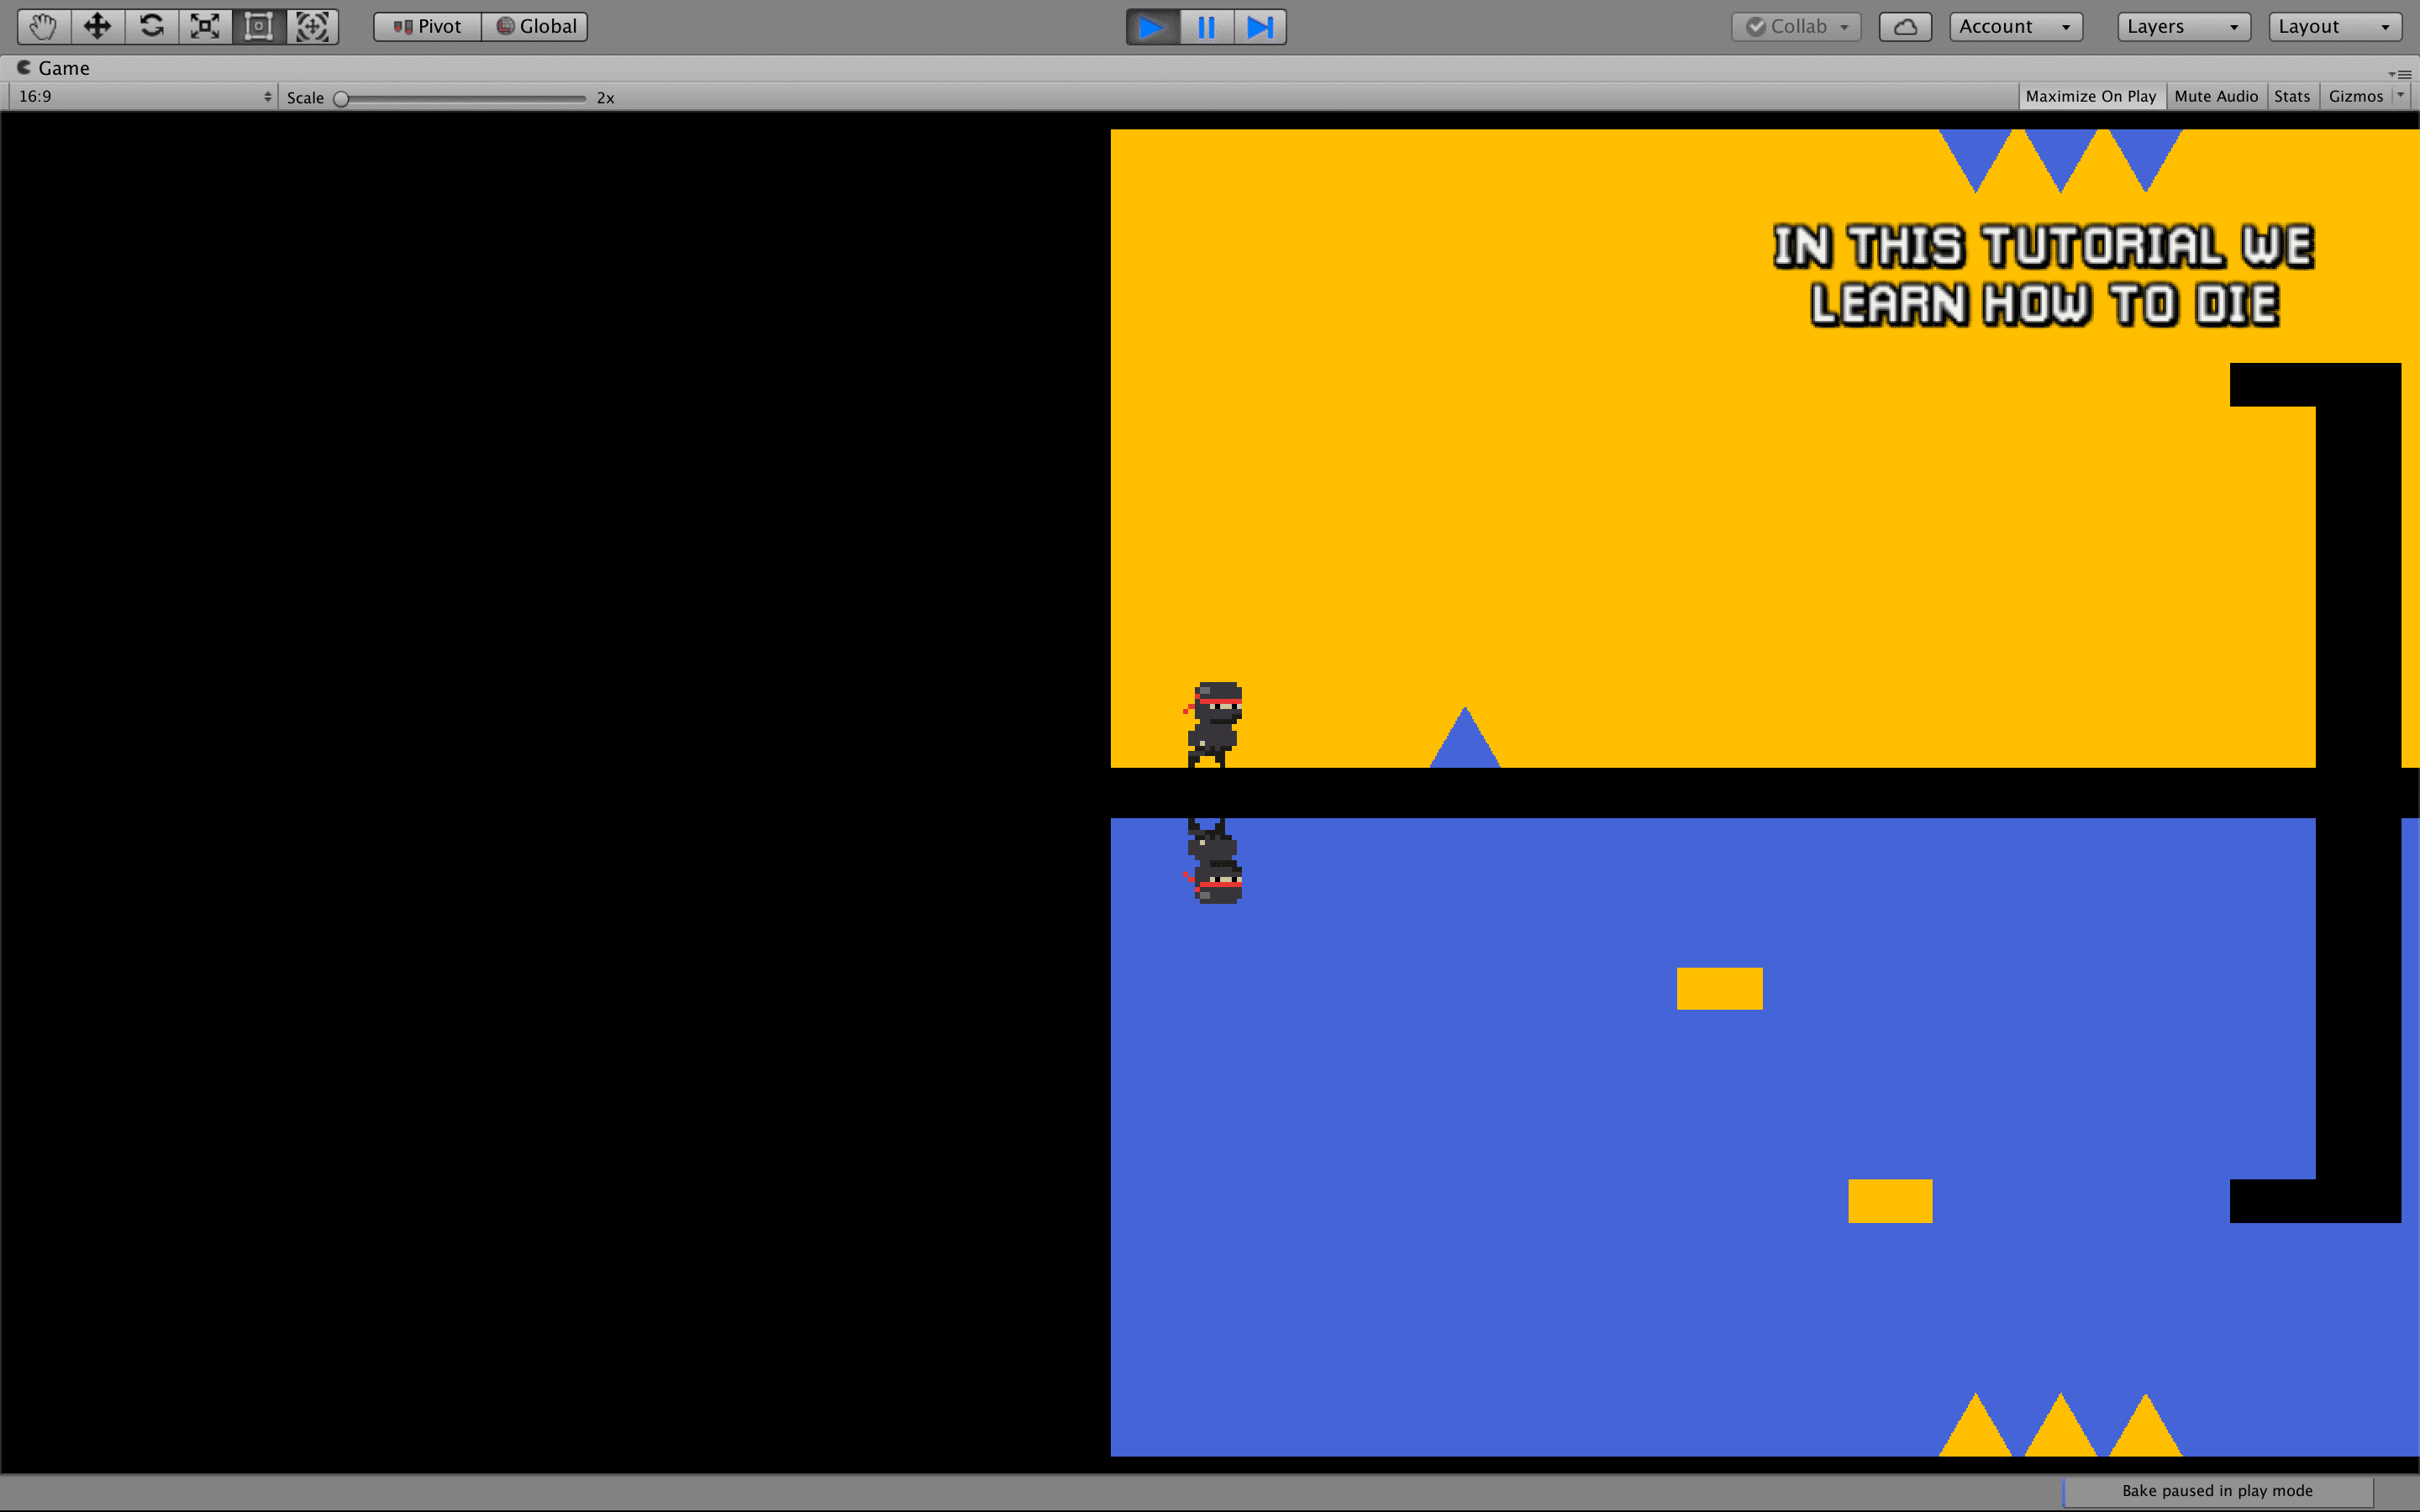 Pivot Global Collab Account Layers Layout
Game
16:9 Scale 2x Maximize On Play Mute Audio Stats Gizmos
IN THIS TUTORIAL WE
LEARN HOW TO DIE
Bake paused in play mode